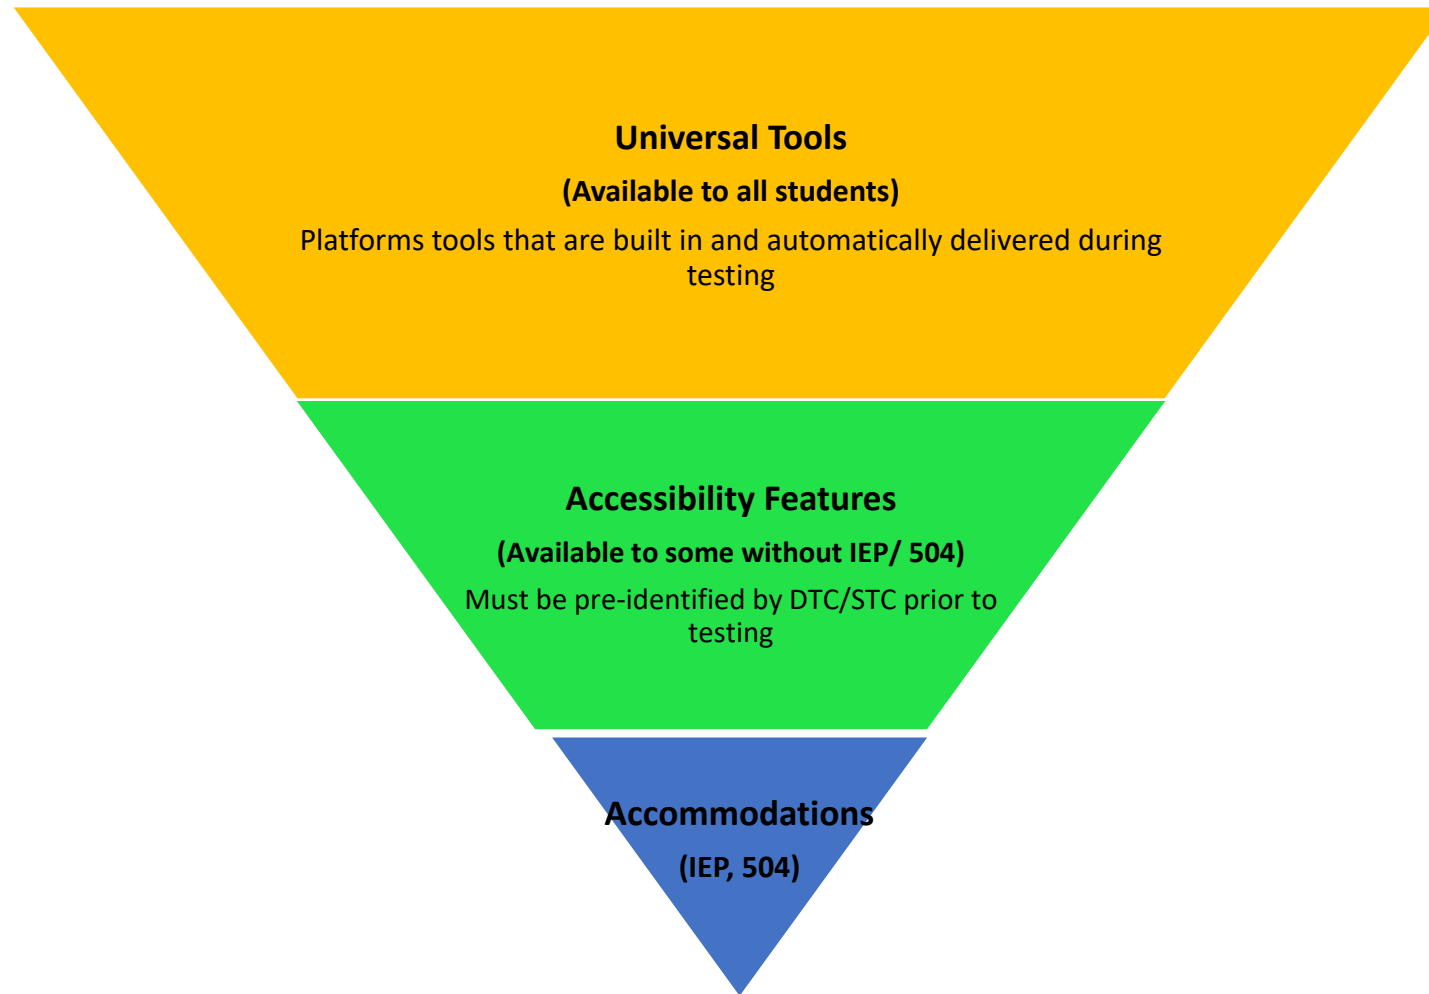 Universal Tools
(Available to all students)
Platforms tools that are built in and automatically delivered during
testing
Accessibility Features
(Available to some without IEP/ 504)
Must be pre-identified by DTC/STC prior to
testing
Accommodations
(IEP, 504)